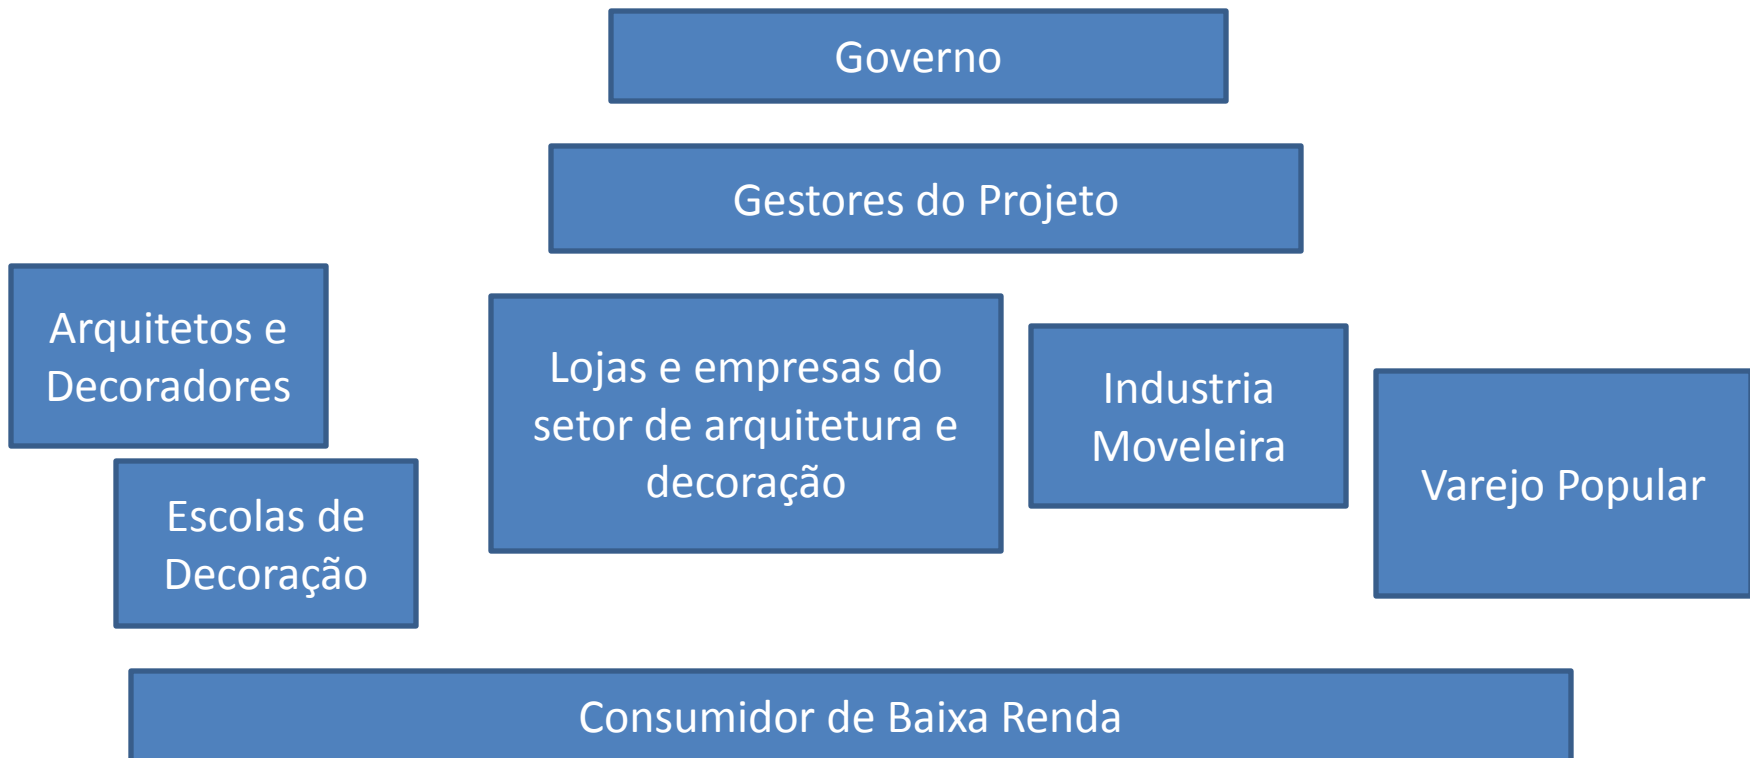 Governo
Gestores do Projeto
Arquitetos e
Decoradores
Escolas de
Decoração
Lojas e empresas do
setor de arquitetura e
decoração
Industria
Moveleira
Varejo Popular
Consumidor de Baixa Renda